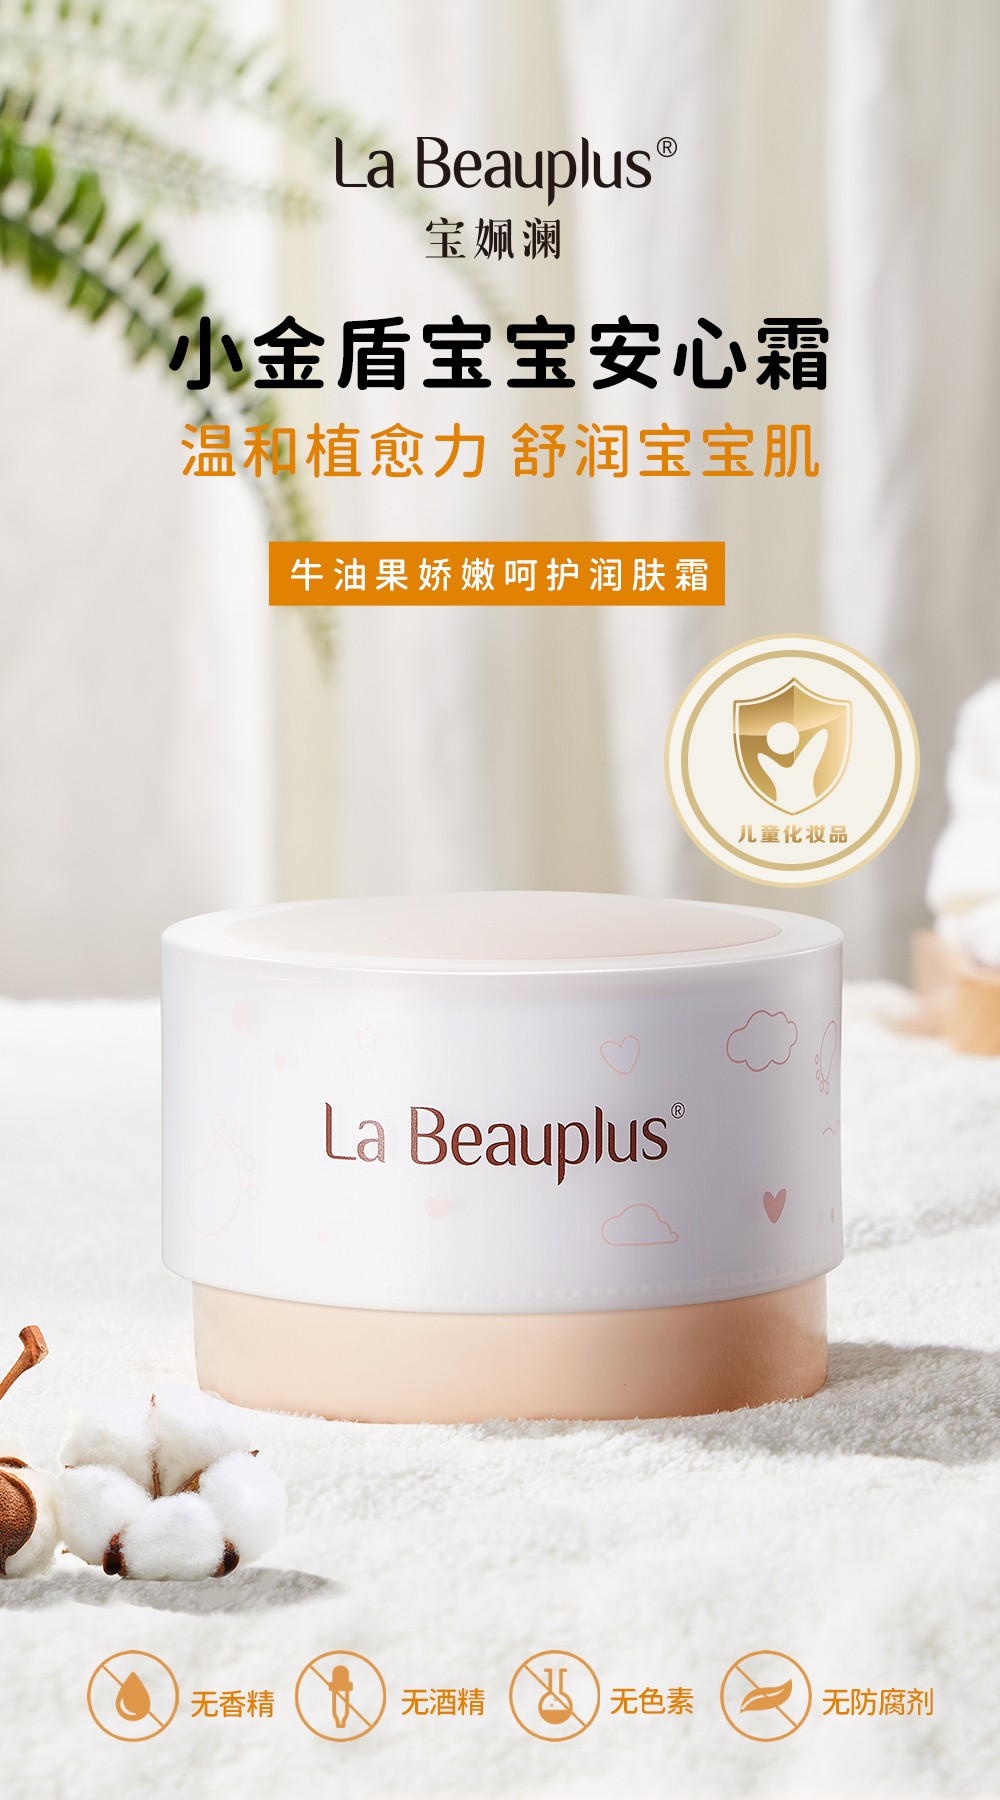 La Beauplus®
宝姵澜
小金盾宝宝安心霜
温和植愈力 舒润宝宝肌
牛油果娇嫩呵护润肤霜
儿童化妆品
La Beauplus®
无香精 无酒精 无色素 无防腐剂